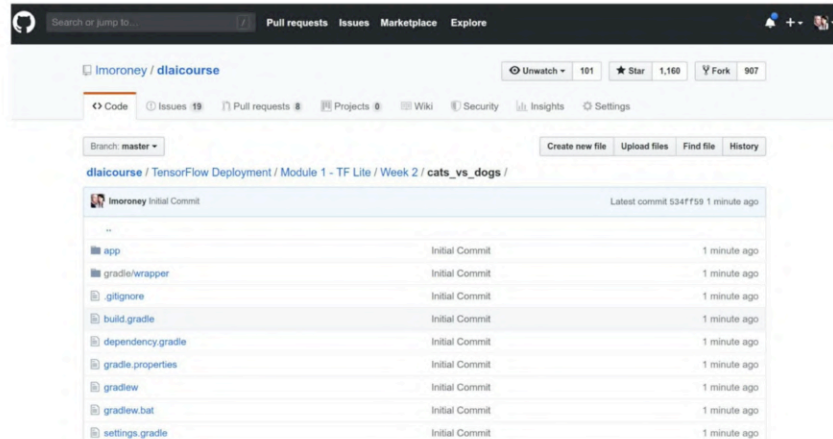 Search or jump to... / Pull requests Issues Marketplace Explore
lmoroney / dlaicourse Unwatch 101 Star 1,160 Fork 907
Code Issues 19 Pull requests 8 Projects 0 Wiki Security Insights Settings
Branch: master Create new file Upload files Find file History
dlaicourse / TensorFlow Deployment / Module 1 - TF Lite / Week 2 / cats_vs_dogs /
lmoroney Initial Commit Latest commit 534ff59 1 minute ago
..
app Initial Commit 1 minute ago
gradle/wrapper Initial Commit 1 minute ago
.gitignore Initial Commit 1 minute ago
build.gradle Initial Commit 1 minute ago
dependency.gradle Initial Commit 1 minute ago
gradle.properties Initial Commit 1 minute ago
gradlew Initial Commit 1 minute ago
gradlew.bat Initial Commit 1 minute ago
settings.gradle Initial Commit 1 minute ago